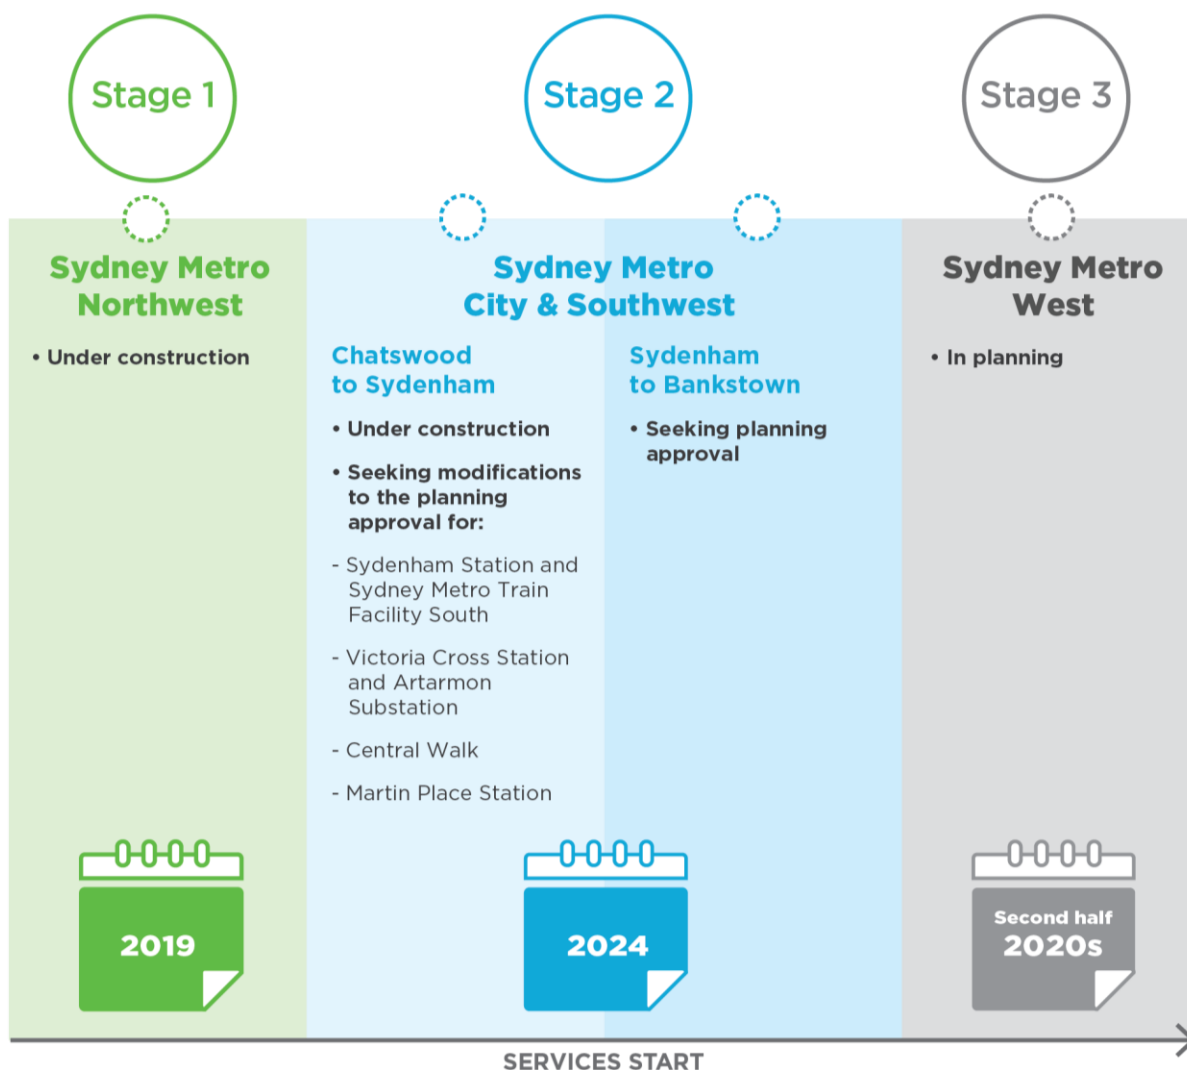 Stage 1
Stage 2
Stage 3
Sydney Metro
Northwest
• Under construction
Sydney Metro
City & Southwest
Chatswood
to Sydenham
• Under construction
• Seeking modifications
to the planning
approval for:
- Sydenham Station and
Sydney Metro Train
Facility South
- Victoria Cross Station
and Artarmon
Substation
- Central Walk
- Martin Place Station
Sydenham
to Bankstown
• Seeking planning
approval
Sydney Metro
West
• In planning
2019
2024
Second half
2020s
SERVICES START